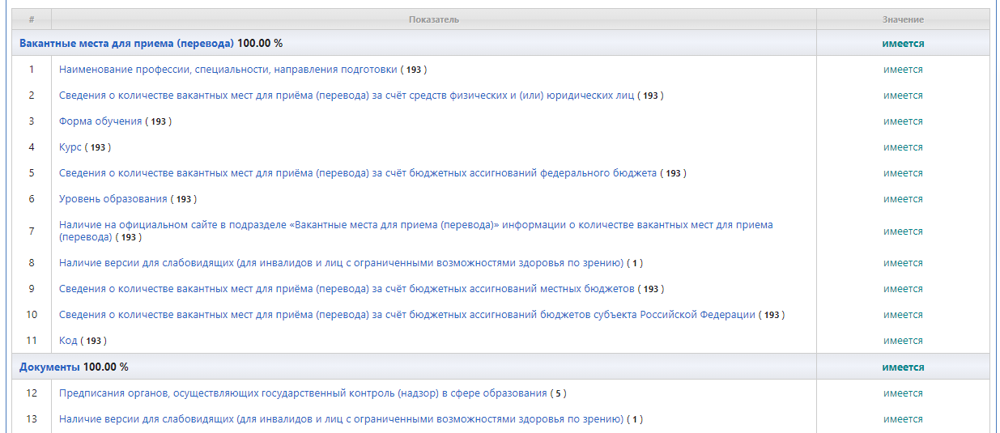 # Показатель Значение
Вакантные места для приема (перевода) 100.00 % имеется
1 Наименование профессии, специальности, направления подготовки ( 193 ) имеется
2 Сведения о количестве вакантных мест для приёма (перевода) за счёт средств физических и (или) юридических лиц ( 193 ) имеется
3 Форма обучения ( 193 ) имеется
4 Курс ( 193 ) имеется
5 Сведения о количестве вакантных мест для приёма (перевода) за счёт бюджетных ассигнований федерального бюджета ( 193 ) имеется
6 Уровень образования ( 193 ) имеется
7 Наличие на официальном сайте в подразделе «Вакантные места для приема (перевода)» информации о количестве вакантных мест для приема
(перевода) ( 193 ) имеется
8 Наличие версии для слабовидящих (для инвалидов и лиц с ограниченными возможностями здоровья по зрению) ( 1 ) имеется
9 Сведения о количестве вакантных мест для приёма (перевода) за счёт бюджетных ассигнований местных бюджетов ( 193 ) имеется
10 Сведения о количестве вакантных мест для приёма (перевода) за счёт бюджетных ассигнований бюджетов субъекта Российской Федерации ( 193 ) имеется
11 Код ( 193 ) имеется
Документы 100.00 % имеется
12 Предписания органов, осуществляющих государственный контроль (надзор) в сфере образования ( 5 ) имеется
13 Наличие версии для слабовидящих (для инвалидов и лиц с ограниченными возможностями здоровья по зрению) ( 1 ) имеется